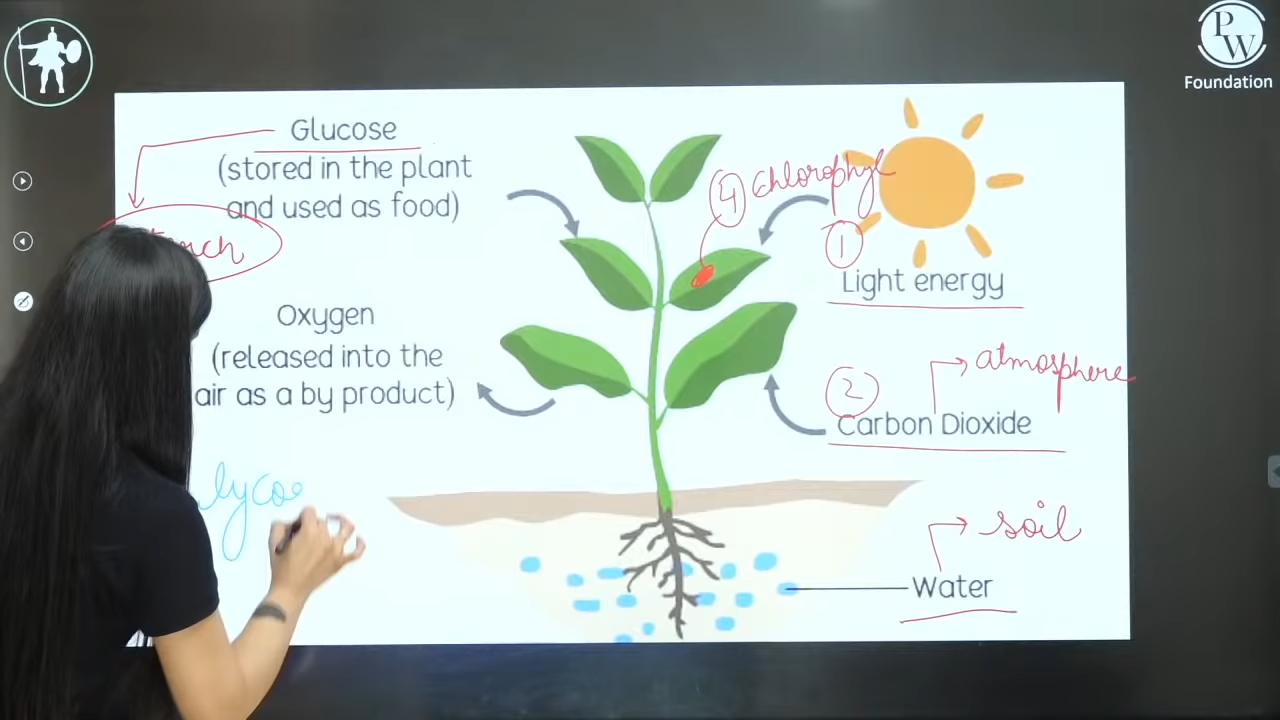 PW
Foundation
Glucose
(stored in the plant
and used as food)
Oxygen
(released into the
air as a by product)
4 Chlorophyl
1
Light energy
atmosphere
2
Carbon Dioxide
soil
Water